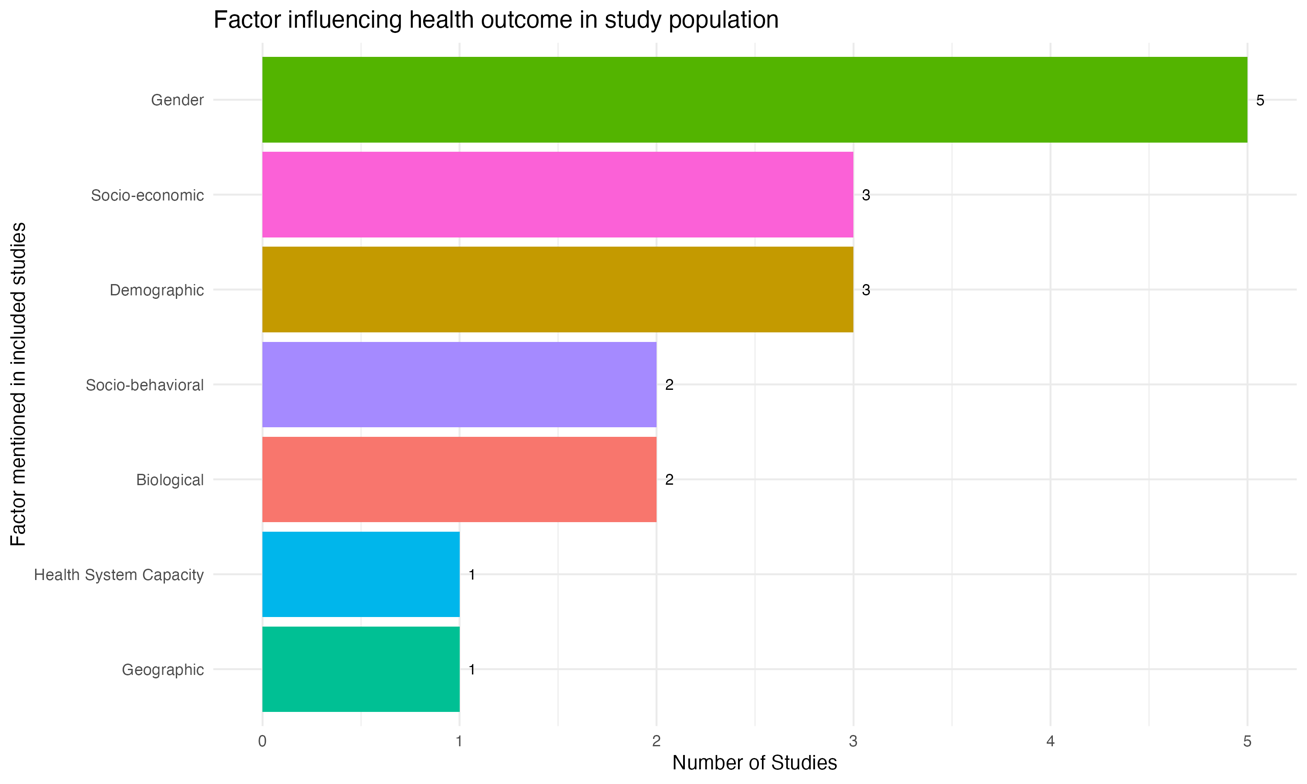 Factor influencing health outcome in study population
Factor mentioned in included studies
Gender
5
Socio-economic
3
Demographic
3
Socio-behavioral
2
Biological
2
Health System Capacity
1
Geographic
1
0 1 2 3 4 5
Number of Studies